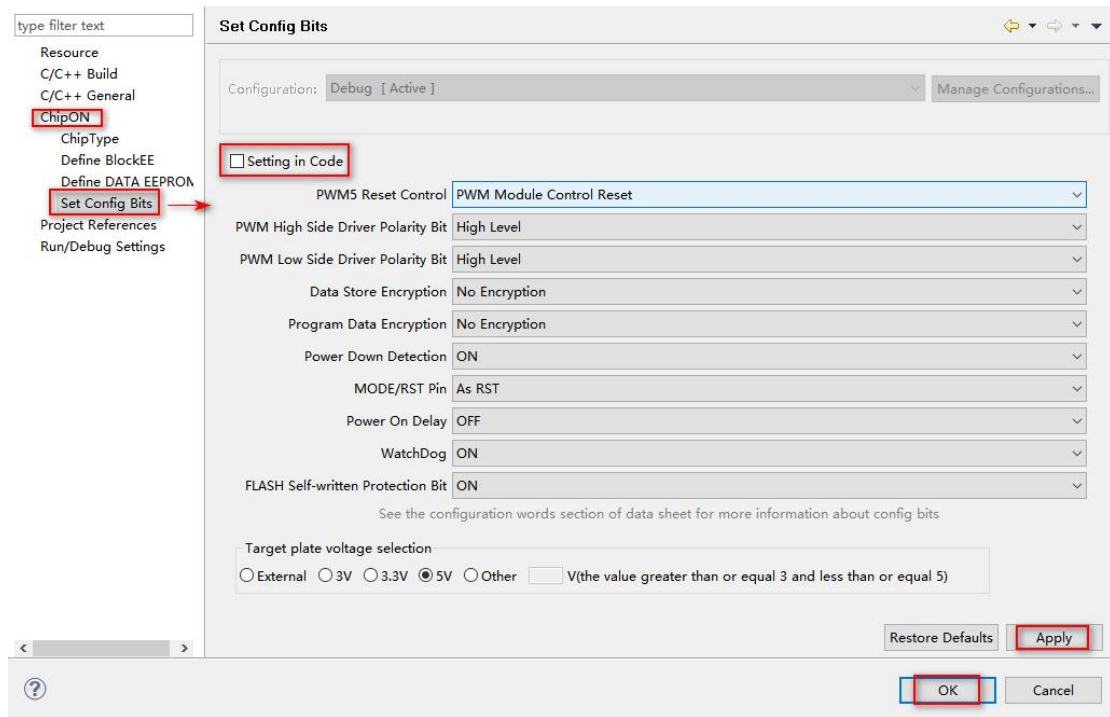 type filter text
Resource
C/C++ Build
C/C++ General
ChipON
ChipType
Define BlockEE
Define DATA EEPRON
Set Config Bits
Project References
Run/Debug Settings
Set Config Bits
Configuration: Debug [ Active ] Manage Configurations...
Setting in Code
PWM5 Reset Control PWM Module Control Reset
PWM High Side Driver Polarity Bit High Level
PWM Low Side Driver Polarity Bit High Level
Data Store Encryption No Encryption
Program Data Encryption No Encryption
Power Down Detection ON
MODE/RST Pin As RST
Power On Delay OFF
WatchDog ON
FLASH Self-written Protection Bit ON
See the configuration words section of data sheet for more information about config bits
Target plate voltage selection
External 3V 3.3V 5V Other V(the value greater than or equal 3 and less than or equal 5)
Restore Defaults Apply
OK Cancel